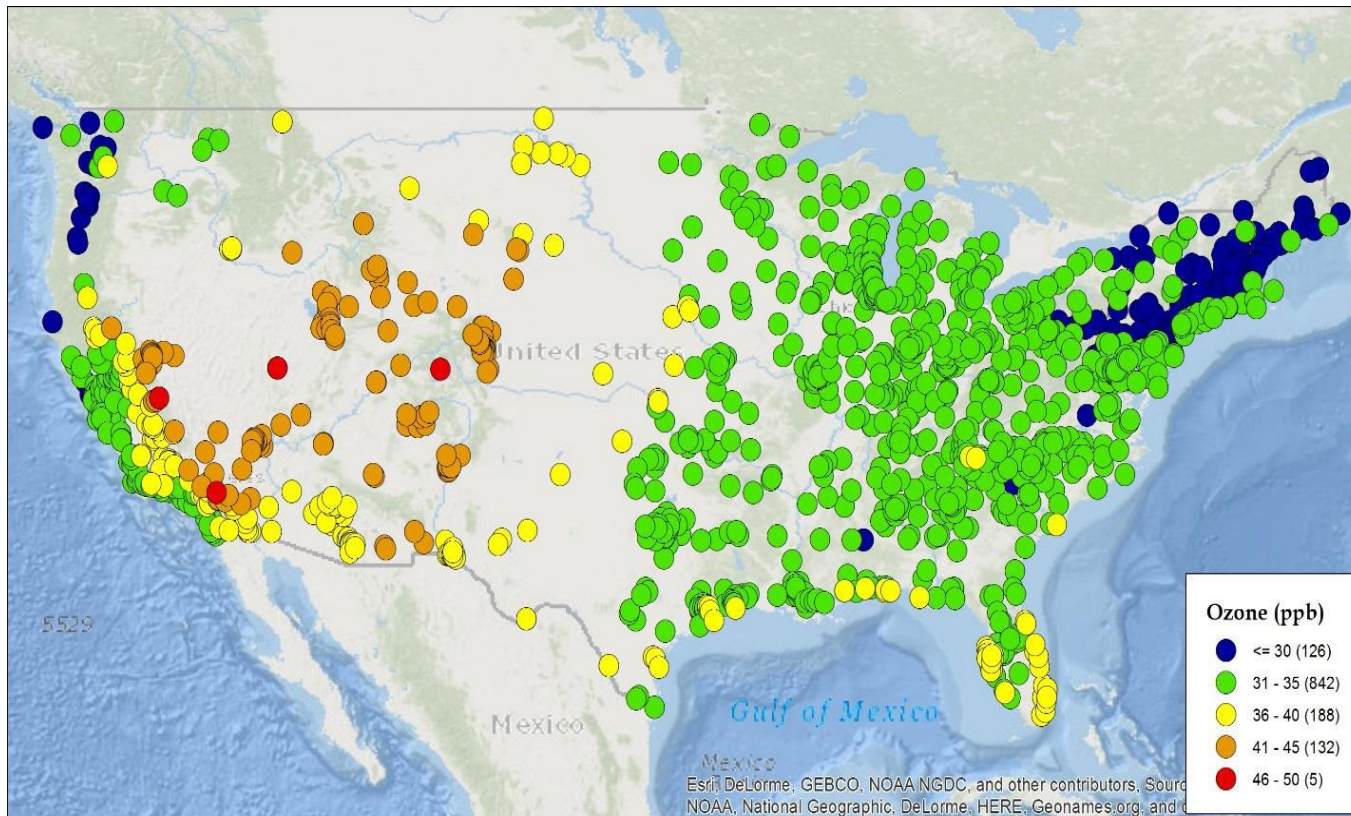 United States
5529
Mexico
Gulf of Mexico
Mexico
Esri, DeLorme, GEBCO, NOAA NGDC, and other contributors, Sourc
NOAA, National Geographic, DeLorme, HERE, Geonames.org, and
Ozone (ppb)
<= 30 (126)
31 - 35 (842)
36 - 40 (188)
41 - 45 (132)
46 - 50 (5)